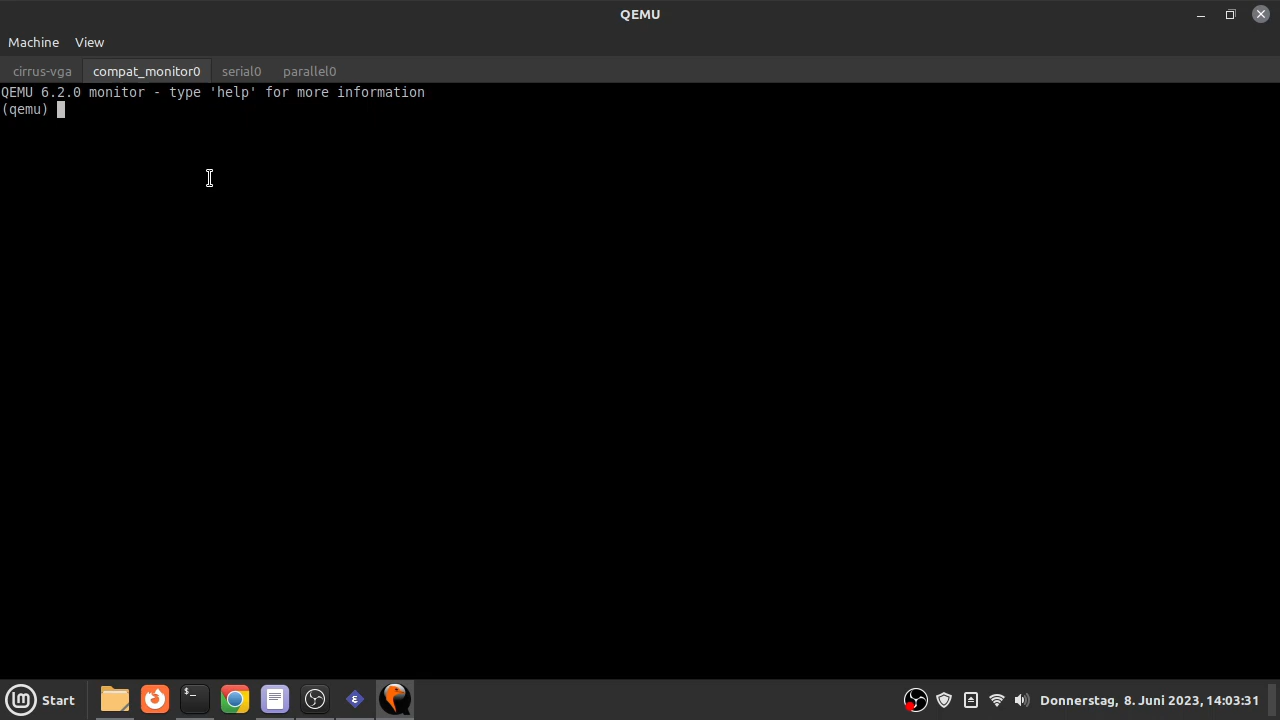 QEMU
Machine View
cirrus-vga compat_monitor0 serial0 parallel0
QEMU 6.2.0 monitor - type 'help' for more information
(qemu)
lm Start $_ ε Donnerstag, 8. Juni 2023, 14:03:31